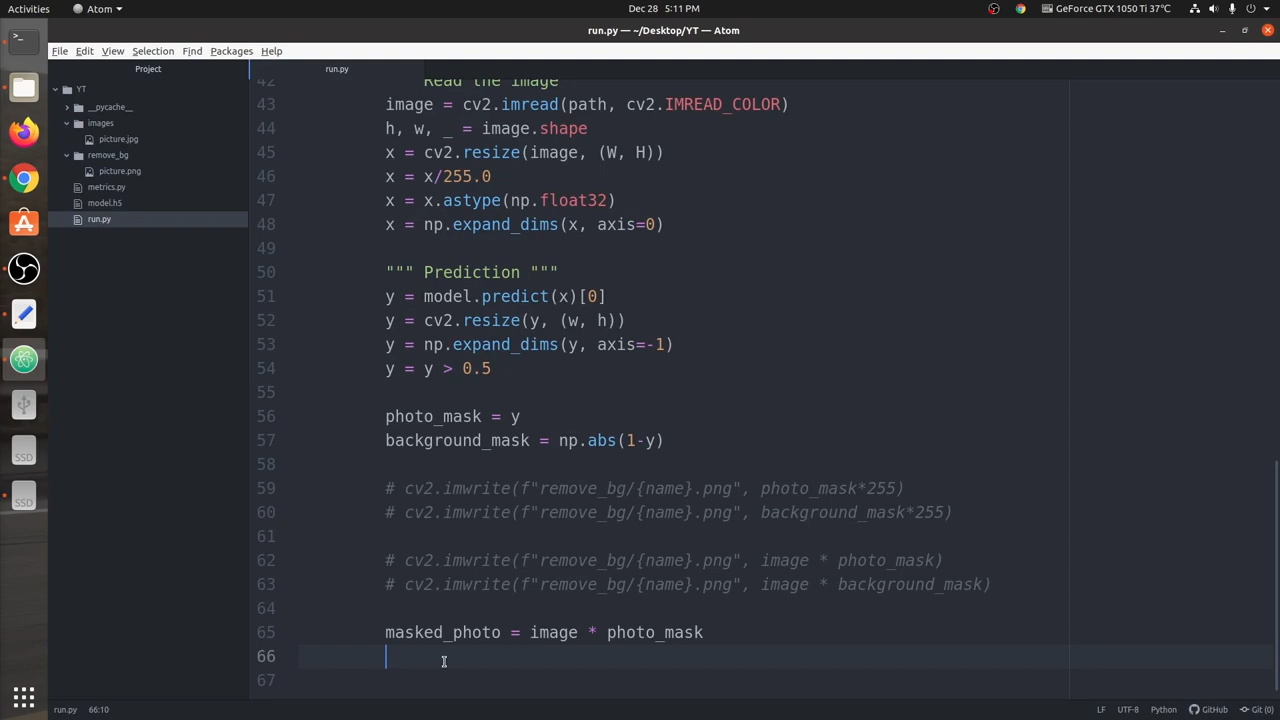 Activities
Atom
Dec 28 5:11 PM
GeForce GTX 1050 Ti 37°C
run.py — ~/Desktop/YT — Atom
File Edit View Selection Find Packages Help
Project
run.py
YT
__pycache__
images
picture.jpg
remove_bg
picture.png
metrics.py
model.h5
run.py
42 Read the image
43 image = cv2.imread(path, cv2.IMREAD_COLOR)
44 h, w, _ = image.shape
45 x = cv2.resize(image, (W, H))
46 x = x/255.0
47 x = x.astype(np.float32)
48 x = np.expand_dims(x, axis=0)
49
50 """ Prediction """
51 y = model.predict(x)[0]
52 y = cv2.resize(y, (w, h))
53 y = np.expand_dims(y, axis=-1)
54 y = y > 0.5
55
56 photo_mask = y
57 background_mask = np.abs(1-y)
58
59 # cv2.imwrite(f"remove_bg/{name}.png", photo_mask*255)
60 # cv2.imwrite(f"remove_bg/{name}.png", background_mask*255)
61
62 # cv2.imwrite(f"remove_bg/{name}.png", image * photo_mask)
63 # cv2.imwrite(f"remove_bg/{name}.png", image * background_mask)
64
65 masked_photo = image * photo_mask
66
67
SSD
SSD
run.py 66:10
LF UTF-8 Python GitHub Git (0)